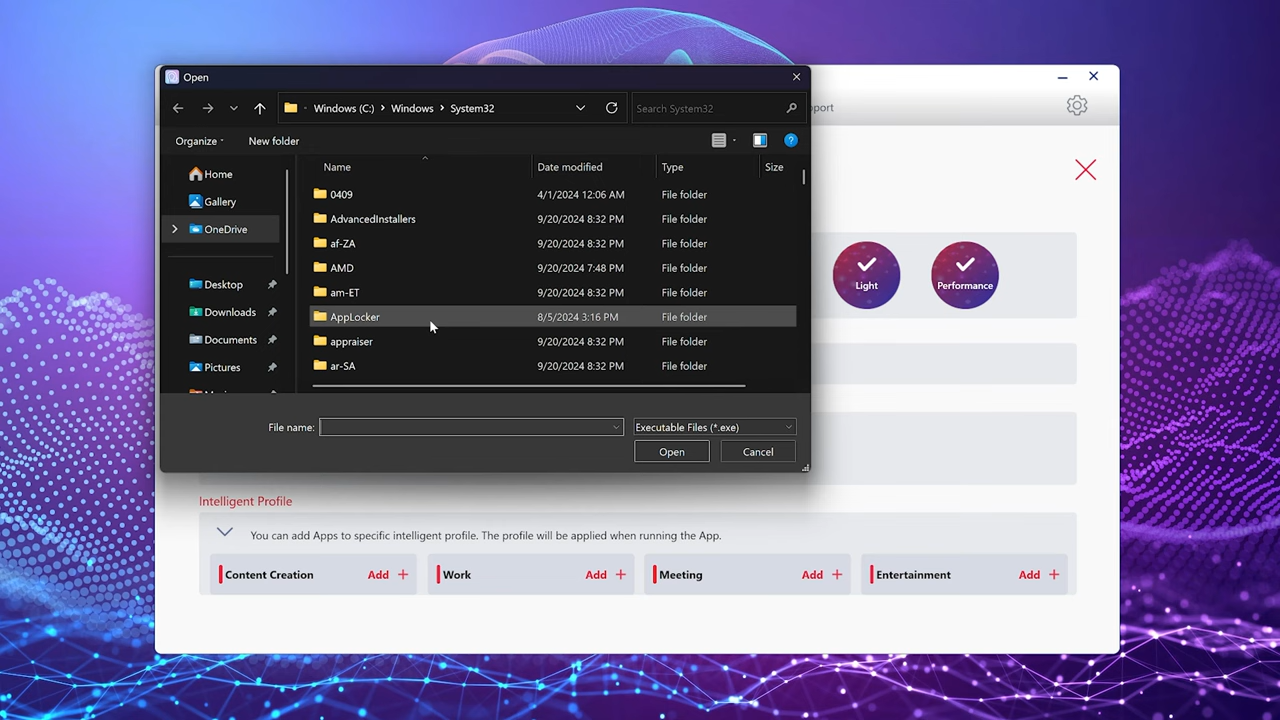 Open
Windows (C:) > Windows > System32
Search System32
port
Organize
New folder
Name Date modified Type Size
Home
Gallery
OneDrive
Desktop
Downloads
Documents
Pictures
0409 4/1/2024 12:06 AM File folder
AdvancedInstallers 9/20/2024 8:32 PM File folder
af-ZA 9/20/2024 8:32 PM File folder
AMD 9/20/2024 7:48 PM File folder
am-ET 9/20/2024 8:32 PM File folder
AppLocker 8/5/2024 3:16 PM File folder
appraiser 9/20/2024 8:32 PM File folder
ar-SA 9/20/2024 8:32 PM File folder
File name:
Executable Files (*.exe)
Open
Cancel
Light
Performance
Intelligent Profile
You can add Apps to specific intelligent profile. The profile will be applied when running the App.
Content Creation Add +
Work Add +
Meeting Add +
Entertainment Add +